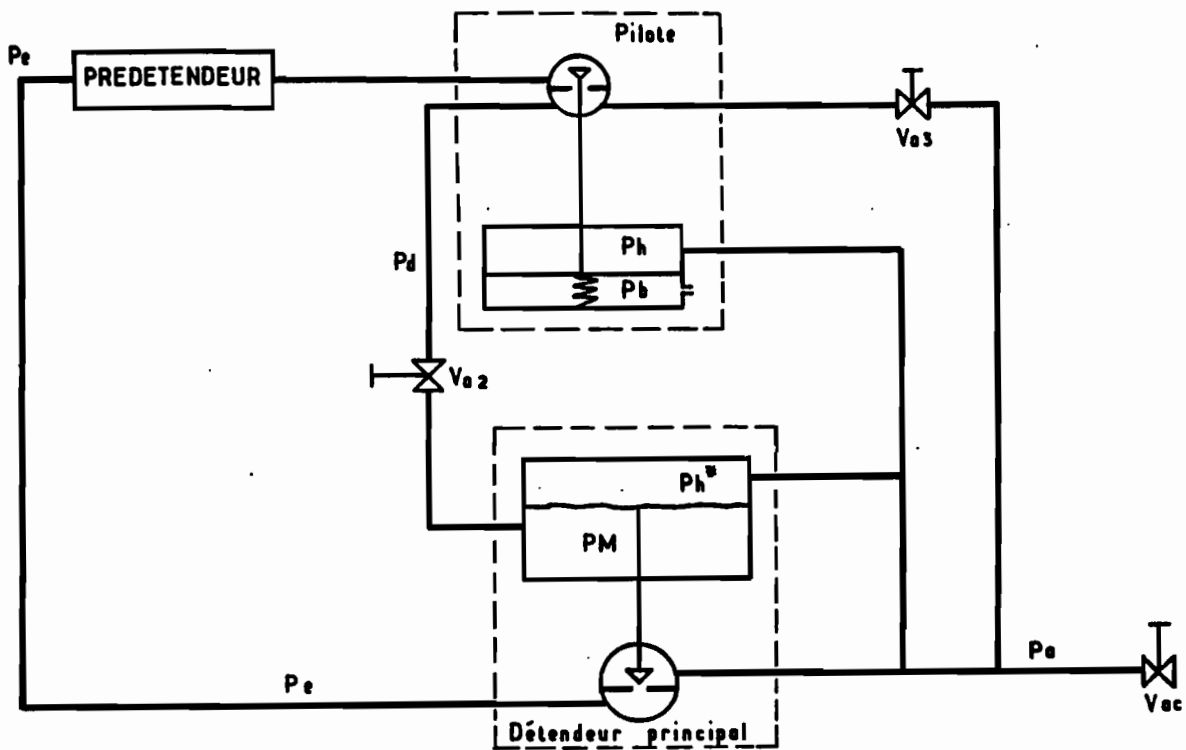 Pilote
Pe
PREDETENDEUR
Va3
Ph
Pb
Pd
Va2
Ph*
PM
Pa
Pe
Vac
Détendeur principal